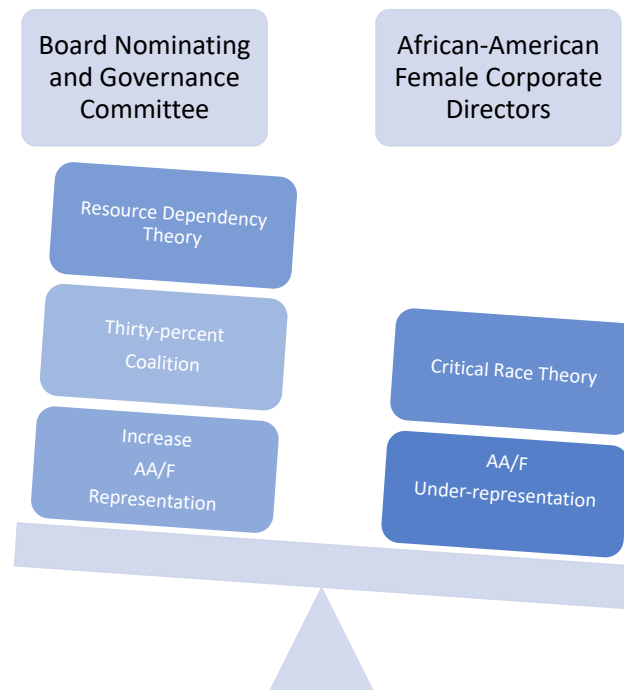 Board Nominating
and Governance
Committee
African-American
Female Corporate
Directors
Resource Dependency
Theory
Thirty-percent
Coalition
Increase
AA/F
Representation
Critical Race Theory
AA/F
Under-representation